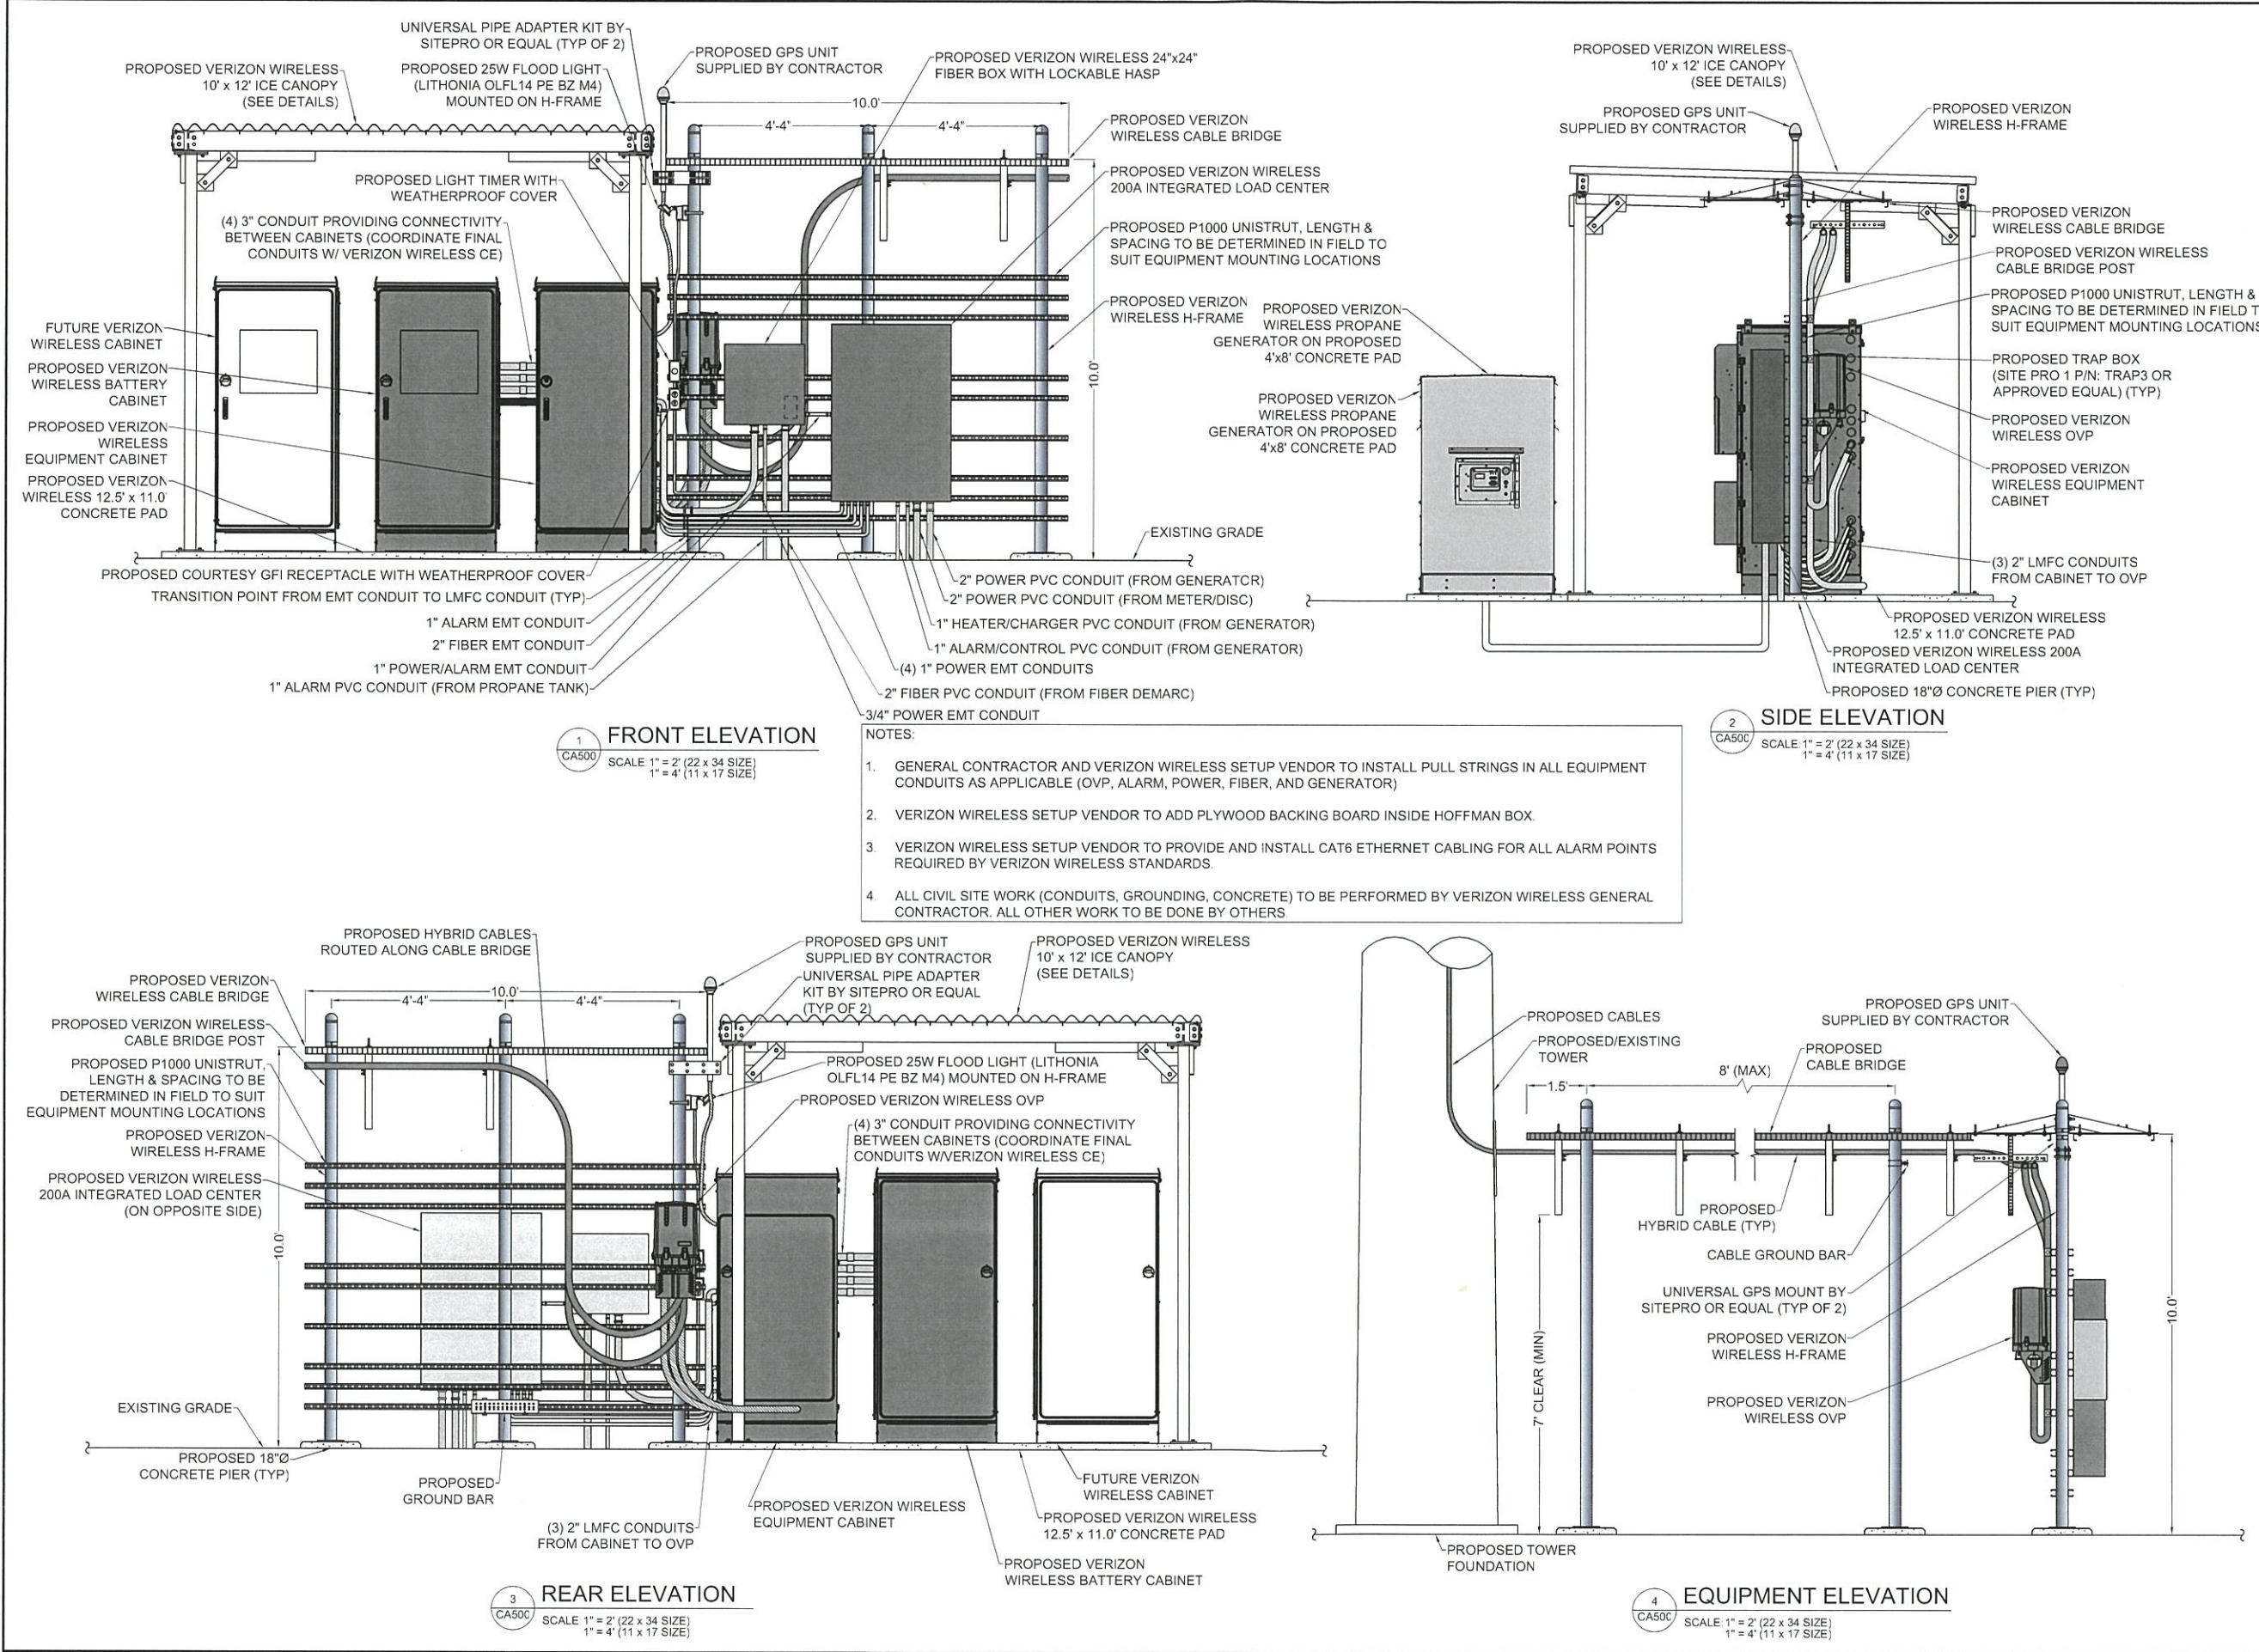 UNIVERSAL PIPE ADAPTER KIT BY
SITEPRO OR EQUAL (TYP OF 2)
PROPOSED VERIZON WIRELESS
10' x 12' ICE CANOPY
(SEE DETAILS)
PROPOSED 25W FLOOD LIGHT
(LITHONIA OLFL14 PE BZ M4)
MOUNTED ON H-FRAME
PROPOSED GPS UNIT
SUPPLIED BY CONTRACTOR
PROPOSED VERIZON WIRELESS 24"x24"
FIBER BOX WITH LOCKABLE HASP
10.0'
4'-4"
4'-4"
PROPOSED VERIZON
WIRELESS CABLE BRIDGE
PROPOSED LIGHT TIMER WITH
WEATHERPROOF COVER
PROPOSED VERIZON WIRELESS
200A INTEGRATED LOAD CENTER
(4) 3" CONDUIT PROVIDING CONNECTIVITY
BETWEEN CABINETS (COORDINATE FINAL
CONDUITS W/ VERIZON WIRELESS CE)
PROPOSED P1000 UNISTRUT, LENGTH &
SPACING TO BE DETERMINED IN FIELD TO
SUIT EQUIPMENT MOUNTING LOCATIONS
PROPOSED VERIZON
WIRELESS H-FRAME
10.0'
FUTURE VERIZON
WIRELESS CABINET
PROPOSED VERIZON
WIRELESS BATTERY
CABINET
PROPOSED VERIZON
WIRELESS
EQUIPMENT CABINET
PROPOSED VERIZON
WIRELESS 12.5' x 11.0'
CONCRETE PAD
EXISTING GRADE
PROPOSED COURTESY GFI RECEPTACLE WITH WEATHERPROOF COVER
TRANSITION POINT FROM EMT CONDUIT TO LMFC CONDUIT (TYP)
1" ALARM EMT CONDUIT
2" FIBER EMT CONDUIT
1" POWER/ALARM EMT CONDUIT
1" ALARM PVC CONDUIT (FROM PROPANE TANK)
2" POWER PVC CONDUIT (FROM GENERATOR)
2" POWER PVC CONDUIT (FROM METER/DISC)
1" HEATER/CHARGER PVC CONDUIT (FROM GENERATOR)
1" ALARM/CONTROL PVC CONDUIT (FROM GENERATOR)
(4) 1" POWER EMT CONDUITS
2" FIBER PVC CONDUIT (FROM FIBER DEMARC)
3/4" POWER EMT CONDUIT
1
CA500
FRONT ELEVATION
SCALE: 1" = 2' (22 x 34 SIZE)
1" = 4' (11 x 17 SIZE)
PROPOSED VERIZON WIRELESS
10' x 12' ICE CANOPY
(SEE DETAILS)
PROPOSED GPS UNIT
SUPPLIED BY CONTRACTOR
PROPOSED VERIZON
WIRELESS H-FRAME
PROPOSED VERIZON
WIRELESS CABLE BRIDGE
PROPOSED VERIZON WIRELESS
CABLE BRIDGE POST
PROPOSED P1000 UNISTRUT, LENGTH &
SPACING TO BE DETERMINED IN FIELD T
SUIT EQUIPMENT MOUNTING LOCATIONS
PROPOSED VERIZON
WIRELESS PROPANE
GENERATOR ON PROPOSED
4'x8' CONCRETE PAD
PROPOSED VERIZON
WIRELESS PROPANE
GENERATOR ON PROPOSED
4'x8' CONCRETE PAD
PROPOSED TRAP BOX
(SITE PRO 1 P/N: TRAP3 OR
APPROVED EQUAL) (TYP)
PROPOSED VERIZON
WIRELESS OVP
PROPOSED VERIZON
WIRELESS EQUIPMENT
CABINET
(3) 2" LMFC CONDUITS
FROM CABINET TO OVP
PROPOSED VERIZON WIRELESS
12.5' x 11.0' CONCRETE PAD
PROPOSED VERIZON WIRELESS 200A
INTEGRATED LOAD CENTER
PROPOSED 18"Ø CONCRETE PIER (TYP)
2
CA500
SIDE ELEVATION
SCALE: 1" = 2' (22 x 34 SIZE)
1" = 4' (11 x 17 SIZE)
NOTES:
1. GENERAL CONTRACTOR AND VERIZON WIRELESS SETUP VENDOR TO INSTALL PULL STRINGS IN ALL EQUIPMENT
CONDUITS AS APPLICABLE (OVP, ALARM, POWER, FIBER, AND GENERATOR)
2. VERIZON WIRELESS SETUP VENDOR TO ADD PLYWOOD BACKING BOARD INSIDE HOFFMAN BOX.
3. VERIZON WIRELESS SETUP VENDOR TO PROVIDE AND INSTALL CAT6 ETHERNET CABLING FOR ALL ALARM POINTS
REQUIRED BY VERIZON WIRELESS STANDARDS.
4. ALL CIVIL SITE WORK (CONDUITS, GROUNDING, CONCRETE) TO BE PERFORMED BY VERIZON WIRELESS GENERAL
CONTRACTOR. ALL OTHER WORK TO BE DONE BY OTHERS.
PROPOSED HYBRID CABLES
ROUTED ALONG CABLE BRIDGE
PROPOSED GPS UNIT
SUPPLIED BY CONTRACTOR
PROPOSED VERIZON WIRELESS
10' x 12' ICE CANOPY
(SEE DETAILS)
UNIVERSAL PIPE ADAPTER
KIT BY SITEPRO OR EQUAL
(TYP OF 2)
PROPOSED VERIZON
WIRELESS CABLE BRIDGE
10.0'
4'-4"
4'-4"
PROPOSED VERIZON WIRELESS
CABLE BRIDGE POST
PROPOSED P1000 UNISTRUT,
LENGTH & SPACING TO BE
DETERMINED IN FIELD TO SUIT
EQUIPMENT MOUNTING LOCATIONS
PROPOSED 25W FLOOD LIGHT (LITHONIA
OLFL14 PE BZ M4) MOUNTED ON H-FRAME
PROPOSED VERIZON WIRELESS OVP
PROPOSED VERIZON
WIRELESS H-FRAME
(4) 3" CONDUIT PROVIDING CONNECTIVITY
BETWEEN CABINETS (COORDINATE FINAL
CONDUITS W/VERIZON WIRELESS CE)
PROPOSED VERIZON WIRELESS
200A INTEGRATED LOAD CENTER
(ON OPPOSITE SIDE)
10.0'
EXISTING GRADE
PROPOSED 18"Ø
CONCRETE PIER (TYP)
PROPOSED
GROUND BAR
(3) 2" LMFC CONDUITS
FROM CABINET TO OVP
PROPOSED VERIZON WIRELESS
EQUIPMENT CABINET
FUTURE VERIZON
WIRELESS CABINET
PROPOSED VERIZON WIRELESS
12.5' x 11.0' CONCRETE PAD
PROPOSED VERIZON
WIRELESS BATTERY CABINET
3
CA500
REAR ELEVATION
SCALE: 1" = 2' (22 x 34 SIZE)
1" = 4' (11 x 17 SIZE)
PROPOSED CABLES
PROPOSED/EXISTING
TOWER
PROPOSED GPS UNIT
SUPPLIED BY CONTRACTOR
PROPOSED
CABLE BRIDGE
1.5'
8' (MAX)
PROPOSED
HYBRID CABLE (TYP)
CABLE GROUND BAR
UNIVERSAL GPS MOUNT BY
SITEPRO OR EQUAL (TYP OF 2)
PROPOSED VERIZON
WIRELESS H-FRAME
PROPOSED VERIZON
WIRELESS OVP
7' CLEAR (MIN)
10.0'
PROPOSED TOWER
FOUNDATION
4
CA500
EQUIPMENT ELEVATION
SCALE: 1" = 2' (22 x 34 SIZE)
1" = 4' (11 x 17 SIZE)